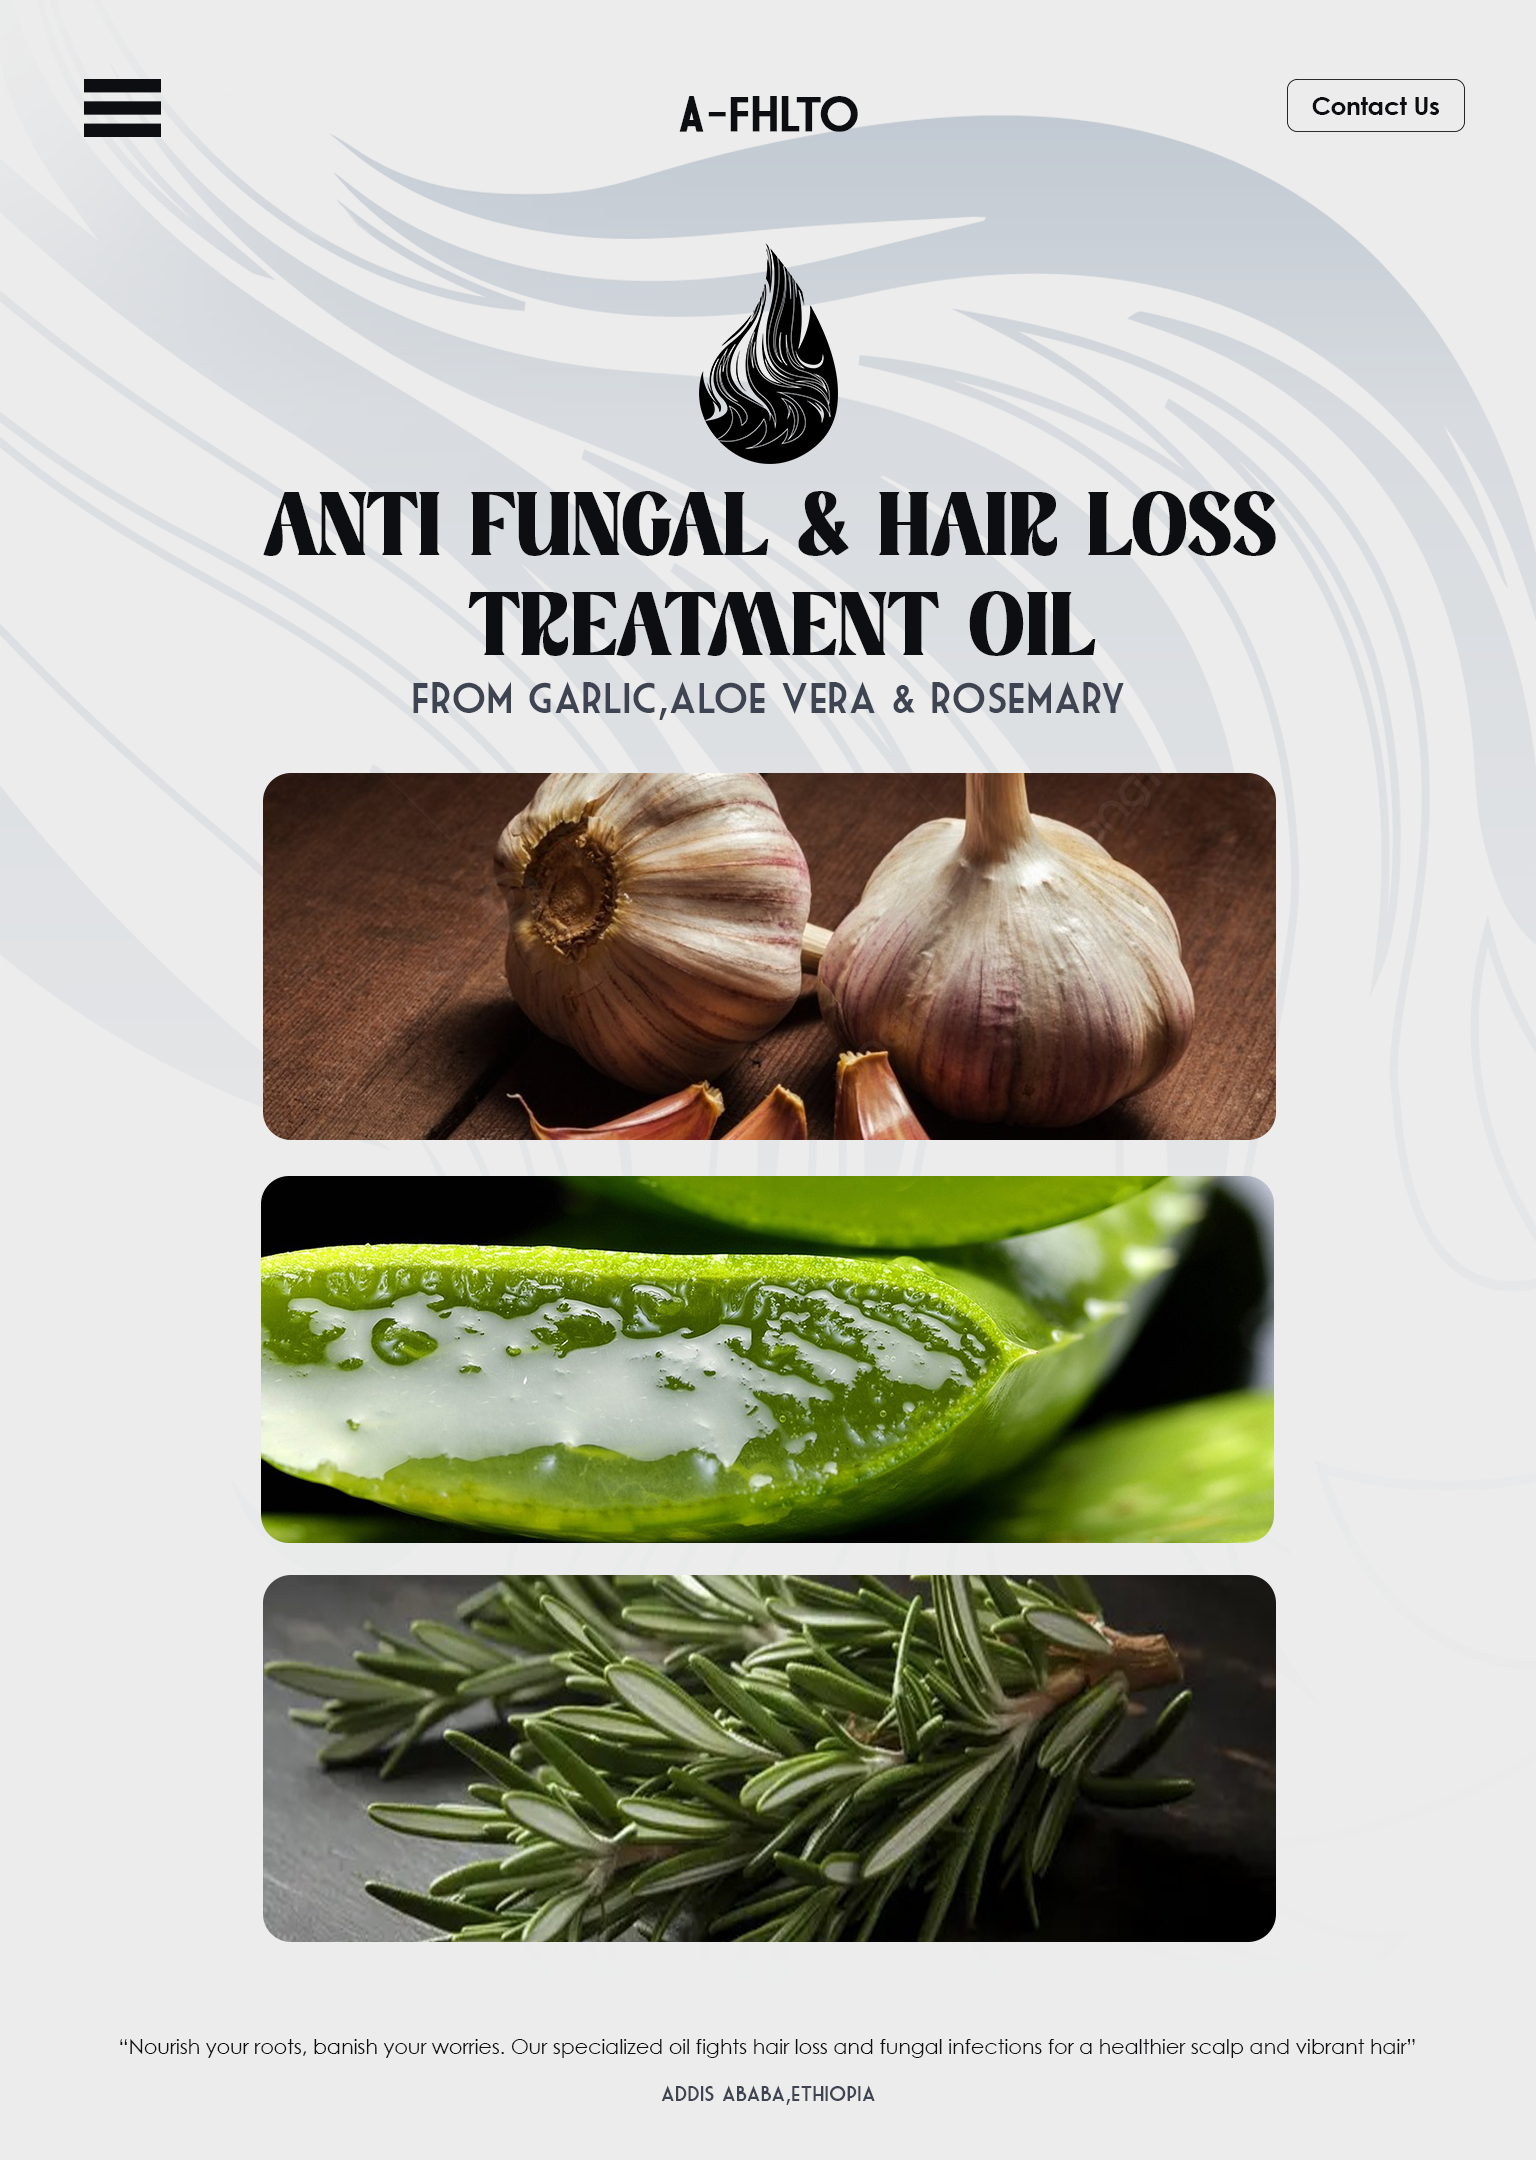 A-FHLTO
Contact Us
ANTI FUNGAL & HAIR LOSS
TREATMENT OIL
FROM GARLIC,ALOE VERA & ROSEMARY
“Nourish your roots, banish your worries. Our specialized oil fights hair loss and fungal infections for a healthier scalp and vibrant hair”
ADDIS ABABA,ETHIOPIA